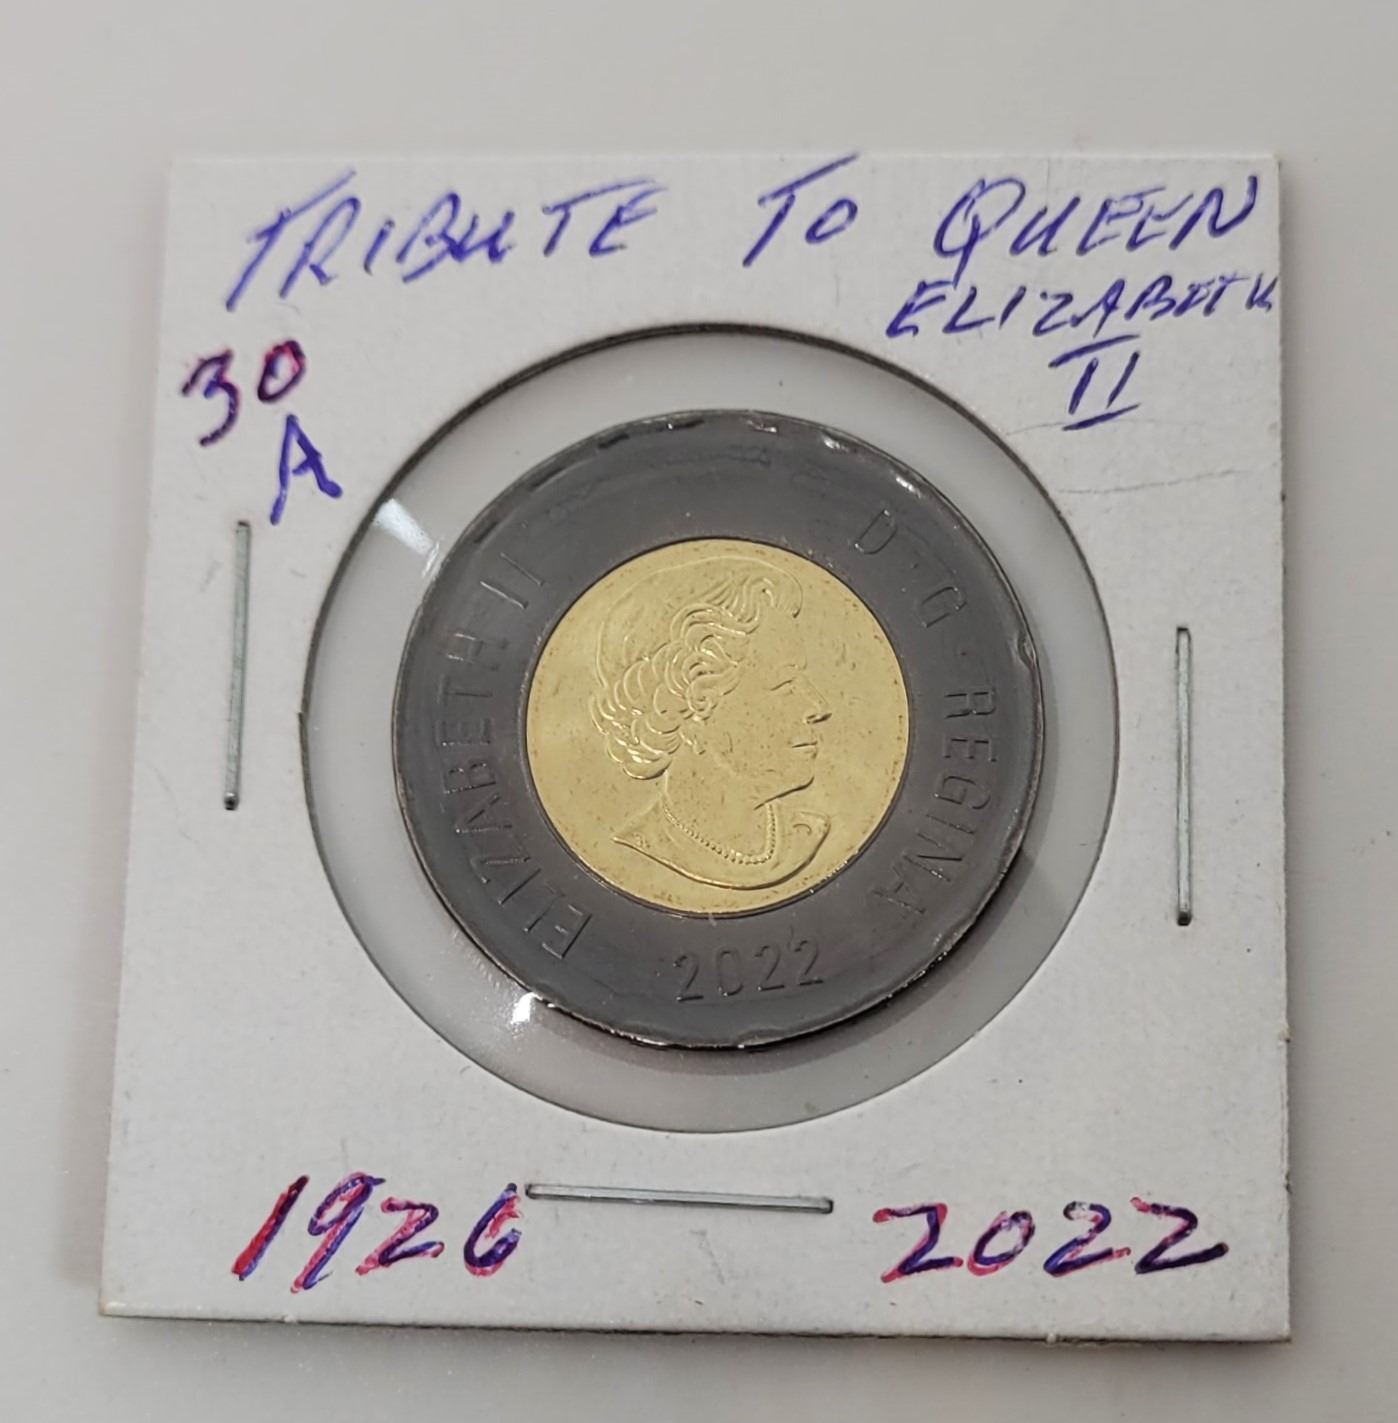 TRIBUTE TO QUEEN
ELIZABETH
II
30
A
ELIZABETH II D·G·REGINA
2022
1926 2022